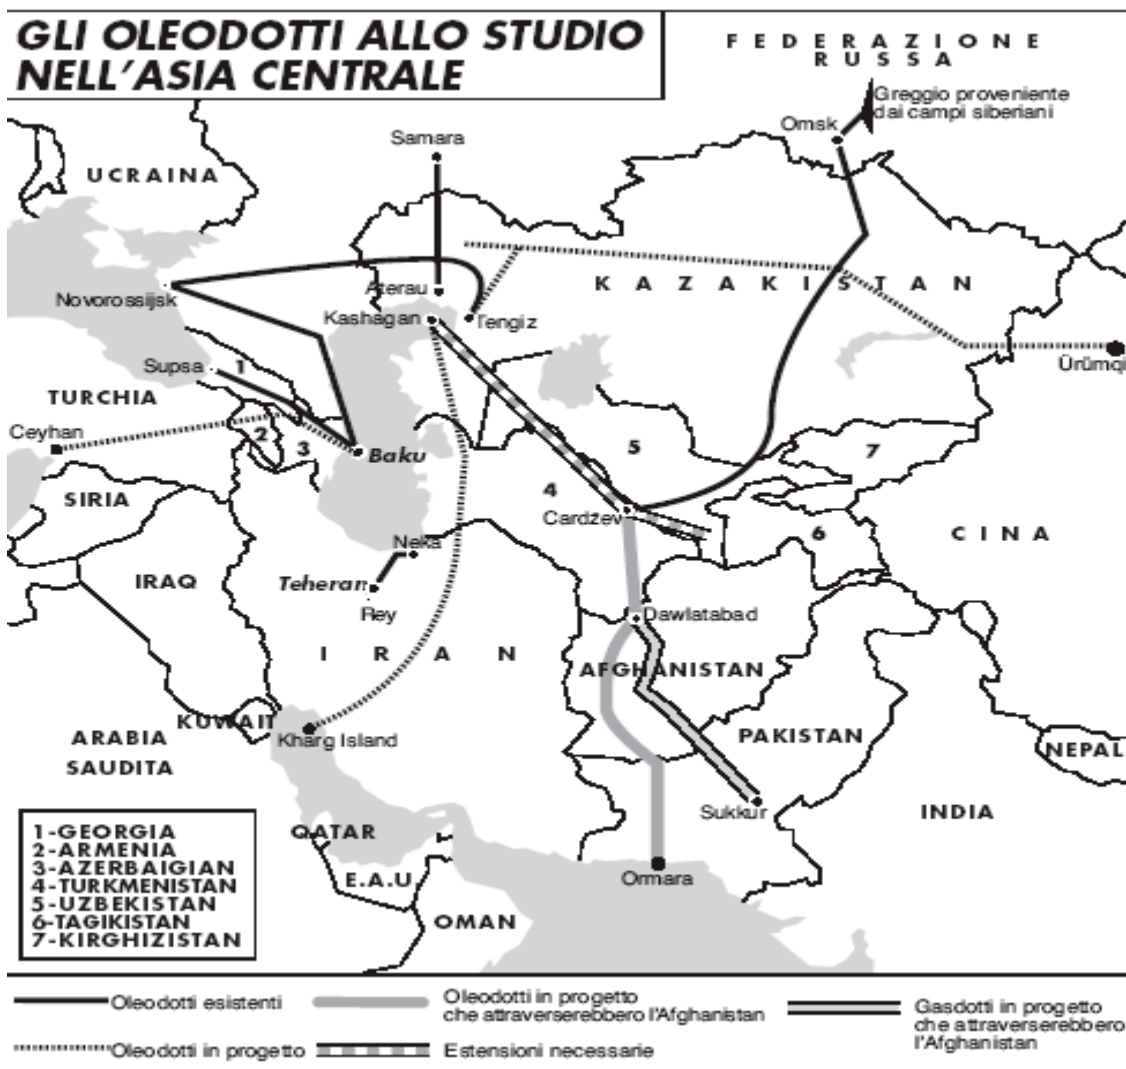 GLI OLEODOTTI ALLO STUDIO
NELL'ASIA CENTRALE
FEDERAZIONE
RUSSA
Greggio proveniente
dai campi siberiani
Omsk
Samara
UCRAINA
KAZAKISTAN
Novorossijsk
Aterau
Kashagan
Tengiz
Ürümqi
Supsa
1
TURCHIA
Ceyhan
2
3
Baku
5
7
4
SIRIA
Cardžev
6
CINA
Neka
IRAQ
Teheran
Rey
Dawlatabad
IRAN
AFGHANISTAN
KUWAIT
ARABIA
SAUDITA
Kharg Island
PAKISTAN
NEPAL
Sukkur
INDIA
QATAR
E.A.U.
Ormara
OMAN
1-GEORGIA
2-ARMENIA
3-AZERBAIGIAN
4-TURKMENISTAN
5-UZBEKISTAN
6-TAGIKISTAN
7-KIRGHIZISTAN
Oleodotti esistenti
Oleodotti in progetto
che attraverserebbero l'Afghanistan
Gasdotti in progetto
che attraverserebbero
l'Afghanistan
Oleodotti in progetto
Estensioni necessarie